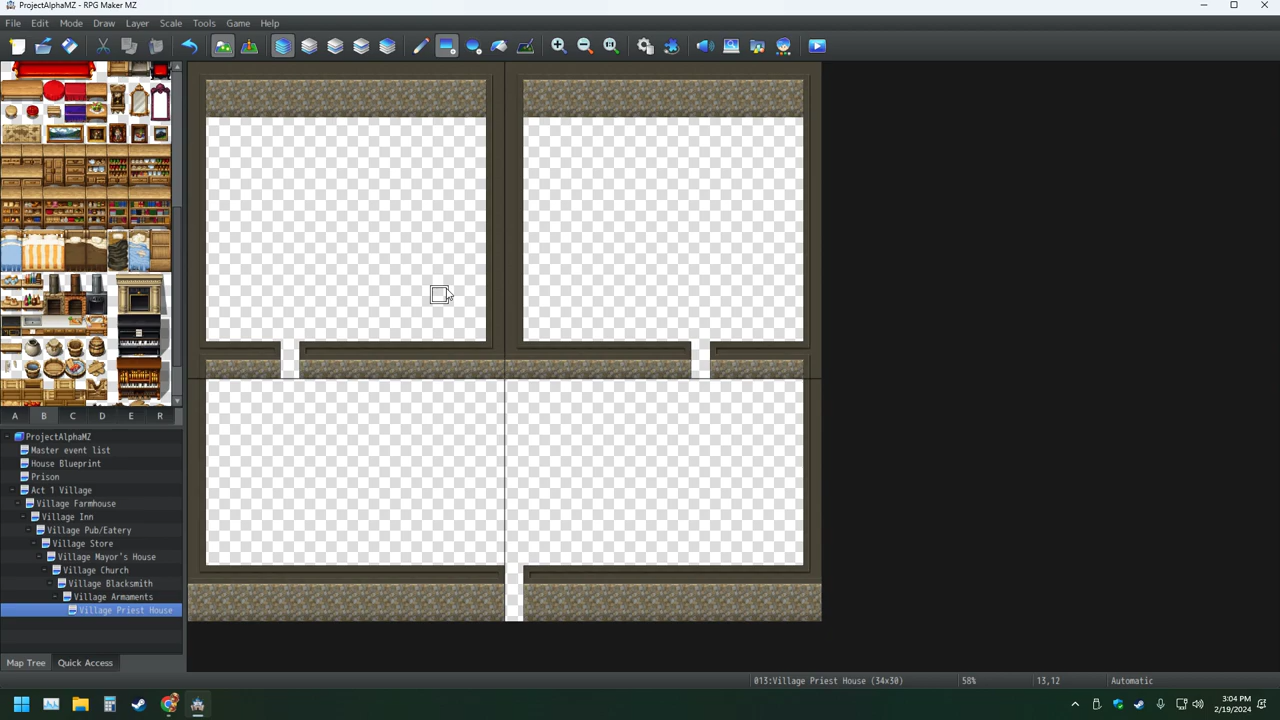 ProjectAlphaMZ - RPG Maker MZ
File Edit Mode Draw Layer Scale Tools Game Help
A B C D E R
ProjectAlphaMZ
Master event list
House Blueprint
Prison
Act 1 Village
Village Farmhouse
Village Inn
Village Pub/Eatery
Village Store
Village Mayor's House
Village Church
Village Blacksmith
Village Armaments
Village Priest House
Map Tree Quick Access
013:Village Priest House (34x30) 58% 13,12 Automatic
3:04 PM
2/19/2024